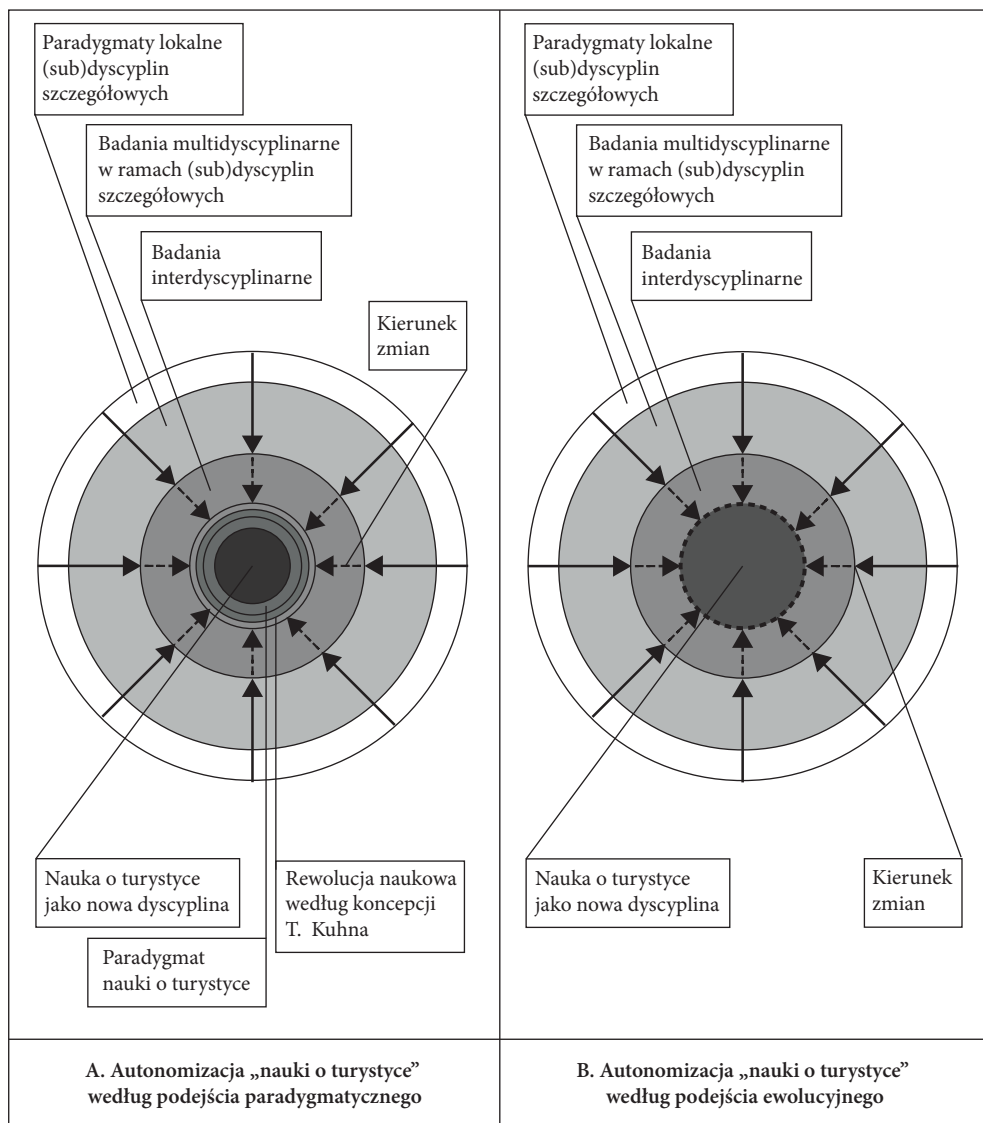 Paradygmaty lokalne
(sub)dyscyplin
szczegółowych
Badania multidyscyplinarne
w ramach (sub)dyscyplin
szczegółowych
Badania
interdyscyplinarne
Kierunek
zmian
Nauka o turystyce
jako nowa dyscyplina
Rewolucja naukowa
według koncepcji
T. Kuhna
Paradygmat
nauki o turystyce
A. Autonomizacja „nauki o turystyce”
według podejścia paradygmatycznego
Paradygmaty lokalne
(sub)dyscyplin
szczegółowych
Badania multidyscyplinarne
w ramach (sub)dyscyplin
szczegółowych
Badania
interdyscyplinarne
Nauka o turystyce
jako nowa dyscyplina
Kierunek
zmian
B. Autonomizacja „nauki o turystyce”
według podejścia ewolucyjnego